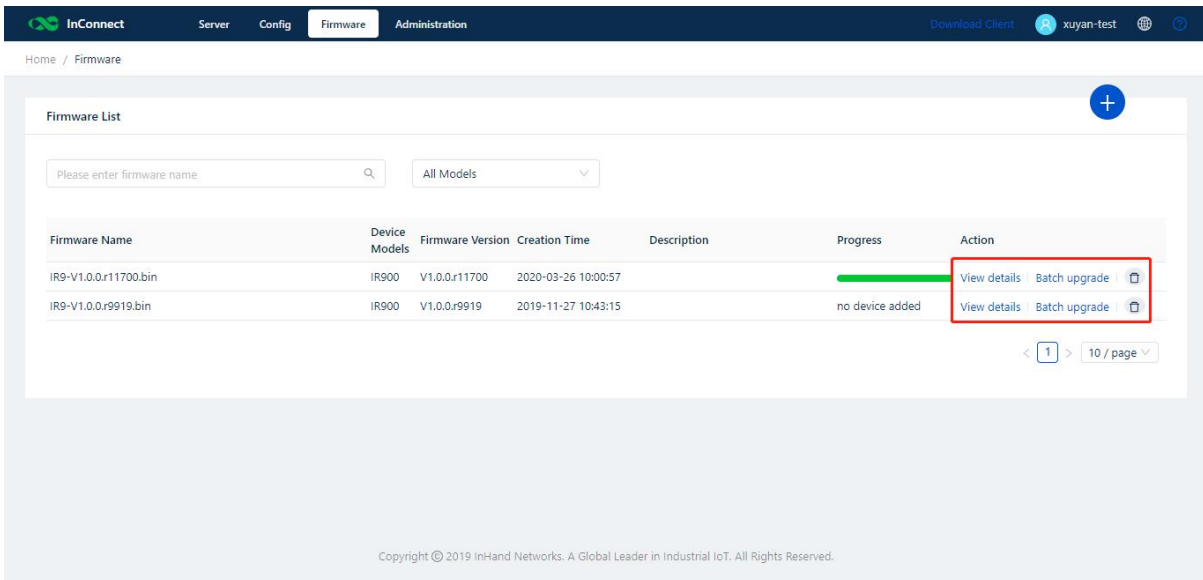 InConnect Server Config Firmware Administration Download Client xuyan-test
Home / Firmware
Firmware List
Please enter firmware name All Models
Firmware Name Device Models Firmware Version Creation Time Description Progress Action
IR9-V1.0.0.r11700.bin IR900 V1.0.0.r11700 2020-03-26 10:00:57 View details Batch upgrade
IR9-V1.0.0.r9919.bin IR900 V1.0.0.r9919 2019-11-27 10:43:15 no device added View details Batch upgrade
< 1 > 10 / page
Copyright © 2019 InHand Networks. A Global Leader in Industrial IoT. All Rights Reserved.